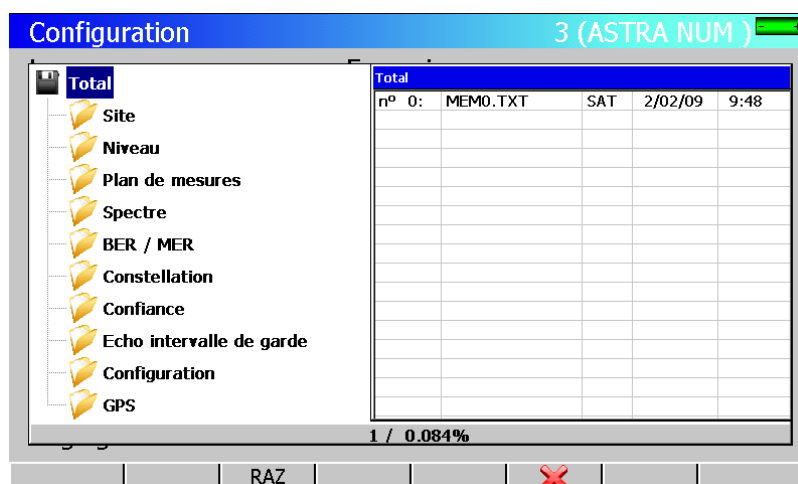 Configuration 3 (ASTRA NUM )
Total
Site
Niveau
Plan de mesures
Spectre
BER / MER
Constellation
Confiance
Echo intervalle de garde
Configuration
GPS
Total
nº 0: MEM0.TXT SAT 2/02/09 9:48
1 / 0.084%
RAZ